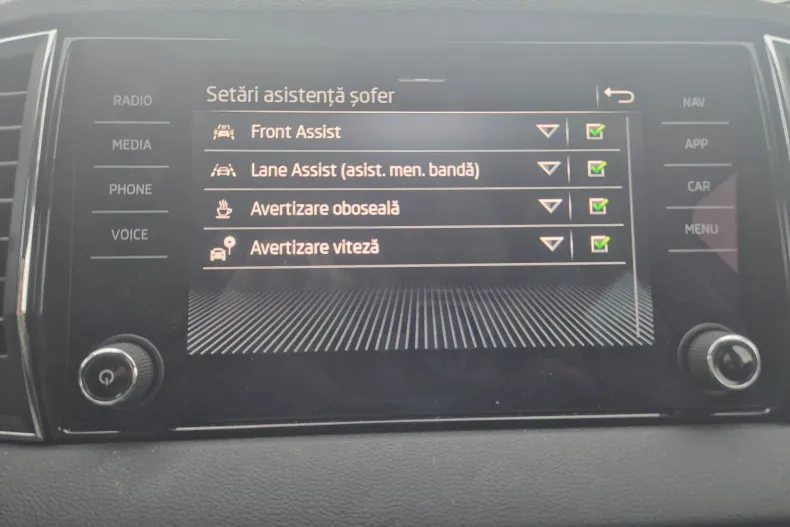 Setări asistență șofer
RADIO
MEDIA
PHONE
VOICE
Front Assist
Lane Assist (asist. men. bandă)
Avertizare oboseală
Avertizare viteză
NAV
APP
CAR
MENU